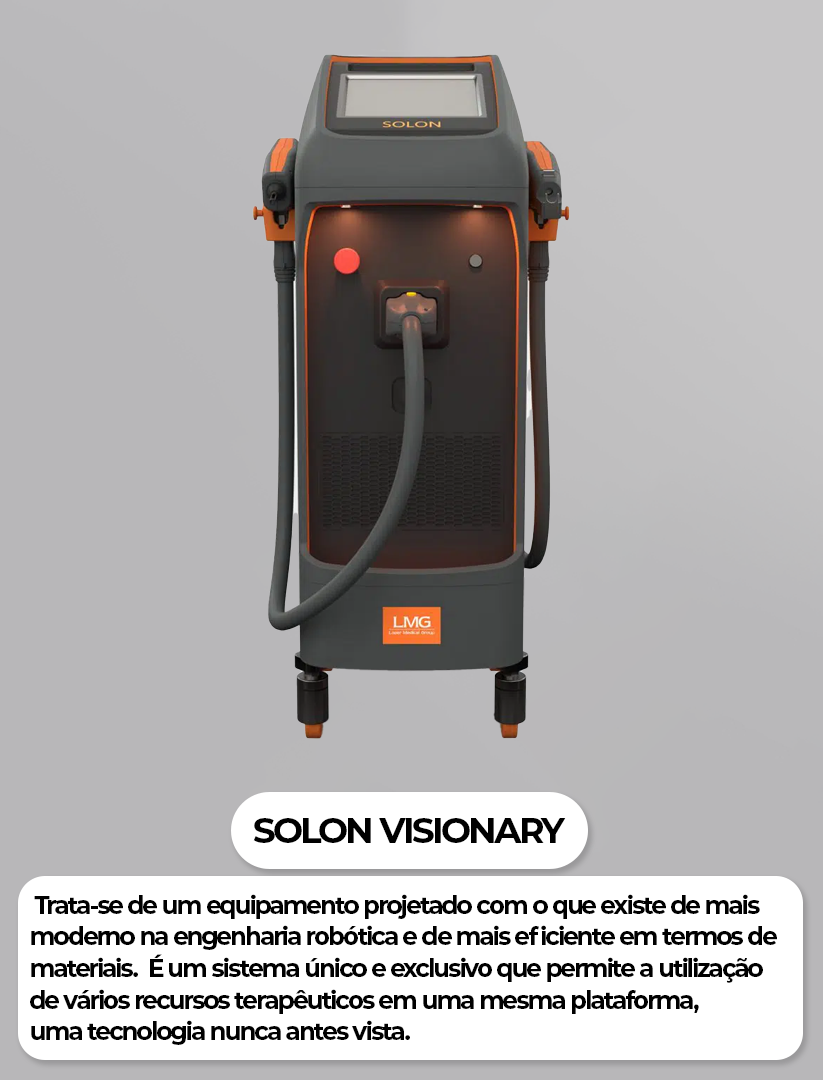 SOLON
LMG
Laser Medical Group
SOLON VISIONARY
Trata-se de um equipamento projetado com o que existe de mais
moderno na engenharia robótica e de mais eficiente em termos de
materiais. É um sistema único e exclusivo que permite a utilização
de vários recursos terapêuticos em uma mesma plataforma,
uma tecnologia nunca antes vista.